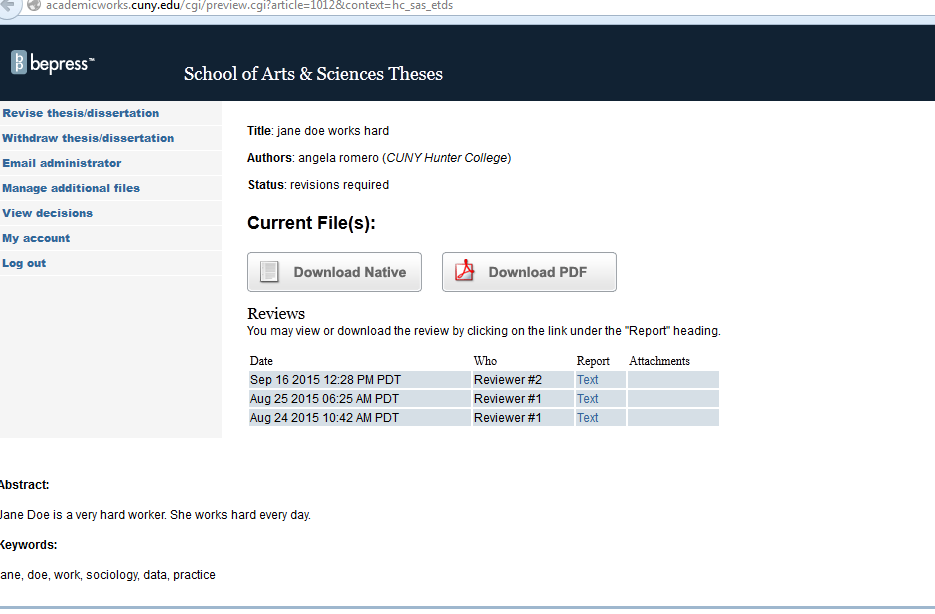 academicworks.cuny.edu/cgi/preview.cgi?article=1012&context=hc_sas_etds
bepress™
School of Arts & Sciences Theses
Revise thesis/dissertation
Withdraw thesis/dissertation
Email administrator
Manage additional files
View decisions
My account
Log out
Title: jane doe works hard
Authors: angela romero (CUNY Hunter College)
Status: revisions required
Current File(s):
Download Native Download PDF
Reviews
You may view or download the review by clicking on the link under the "Report" heading.
Date Who Report Attachments
Sep 16 2015 12:28 PM PDT Reviewer #2 Text
Aug 25 2015 06:25 AM PDT Reviewer #1 Text
Aug 24 2015 10:42 AM PDT Reviewer #1 Text
Abstract:
Jane Doe is a very hard worker. She works hard every day.
Keywords:
ane, doe, work, sociology, data, practice